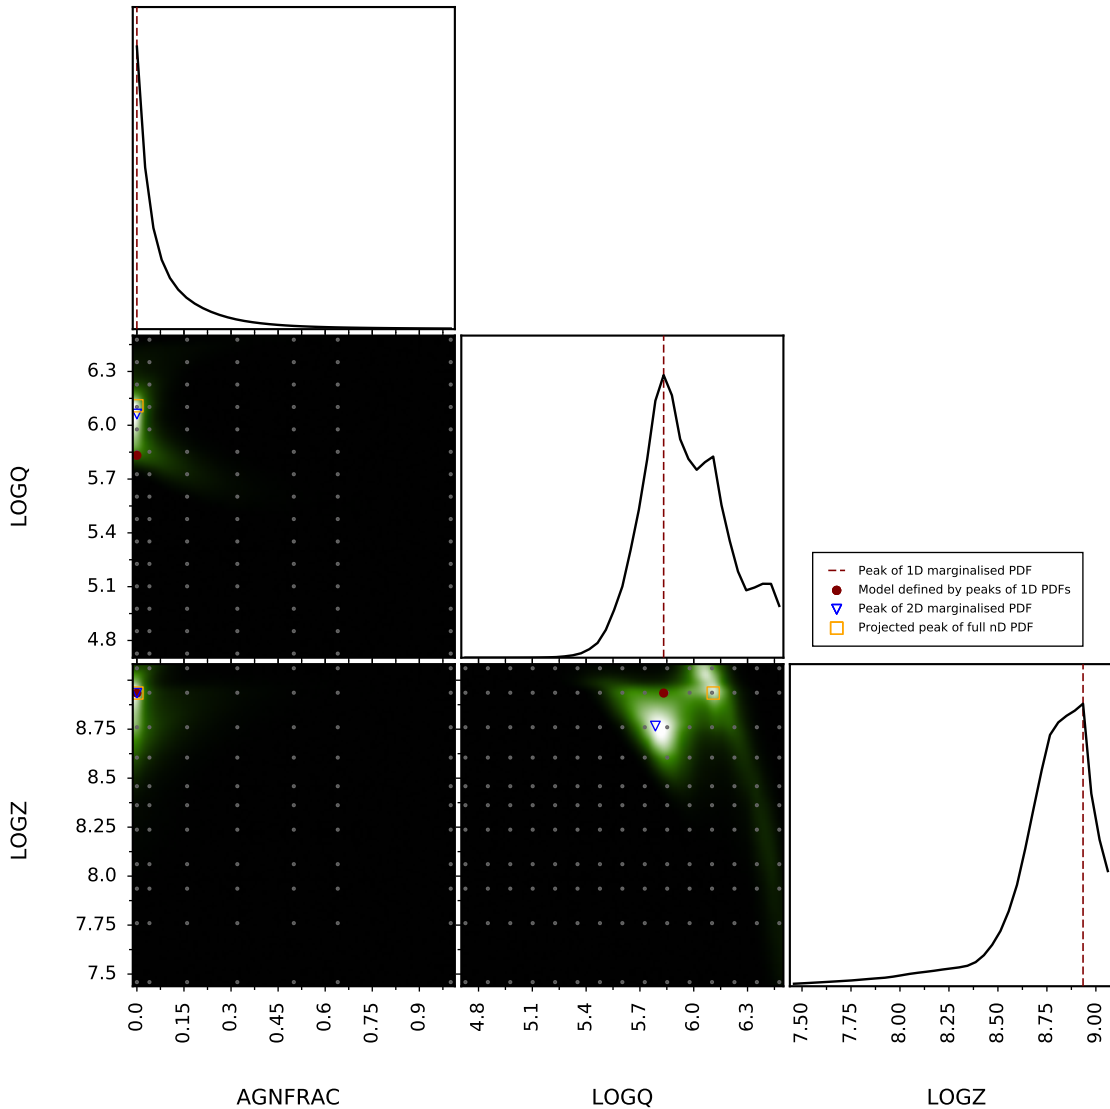 6.3
6.0
5.7
5.4
5.1
4.8
LOGQ
Peak of 1D marginalised PDF
Model defined by peaks of 1D PDFs
Peak of 2D marginalised PDF
Projected peak of full nD PDF
8.75
8.5
8.25
8.0
7.75
7.5
LOGZ
0.0 0.15 0.3 0.45 0.6 0.75 0.9
4.8 5.1 5.4 5.7 6.0 6.3
7.50 7.75 8.00 8.25 8.50 8.75 9.00
AGNFRAC LOGQ LOGZ